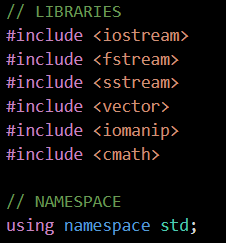 // LIBRARIES
#include <iostream>
#include <fstream>
#include <sstream>
#include <vector>
#include <iomanip>
#include <cmath>
// NAMESPACE
using namespace std;